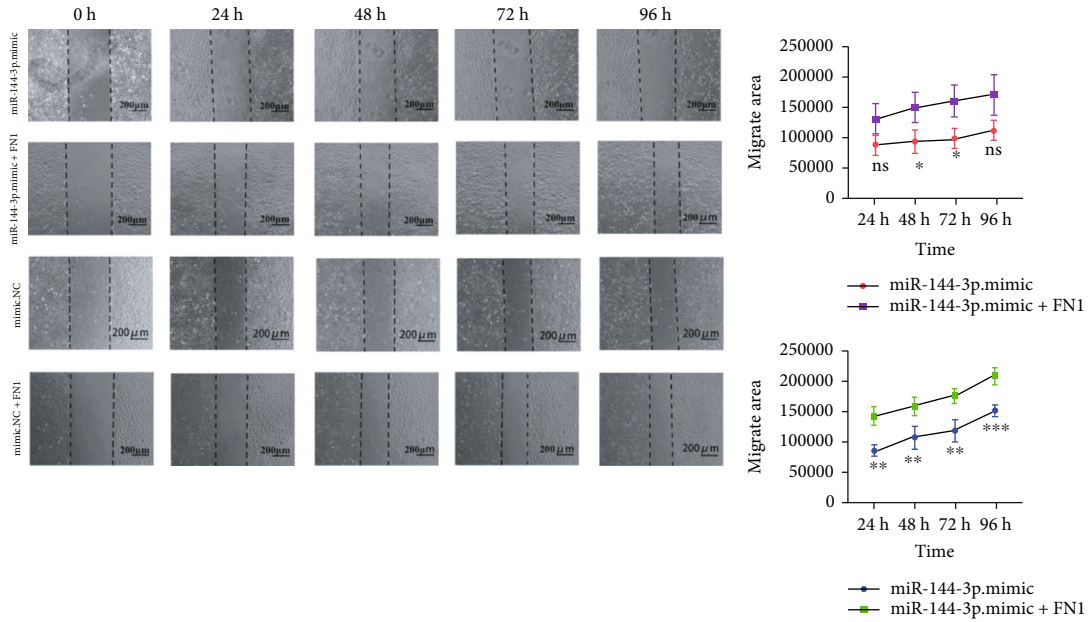 0 h 24 h 48 h 72 h 96 h
miR-144-3p.mimic
200μm 200μm 200μm 200μm 200μm
miR-144-3p.mimic + FN1
200μm 200μm 200μm 200μm 200μm
mimic.NC
200μm 200μm 200μm 200μm 200μm
mimic.NC + FN1
200μm 200μm 200μm 200μm 200μm
Migrate area
250000
200000
150000
100000
50000
0
ns * * ns
24 h 48 h 72 h 96 h
Time
miR-144-3p.mimic
miR-144-3p.mimic + FN1
Migrate area
250000
200000
150000
100000
50000
0
** ** ** ***
24 h 48 h 72 h 96 h
Time
miR-144-3p.mimic
miR-144-3p.mimic + FN1